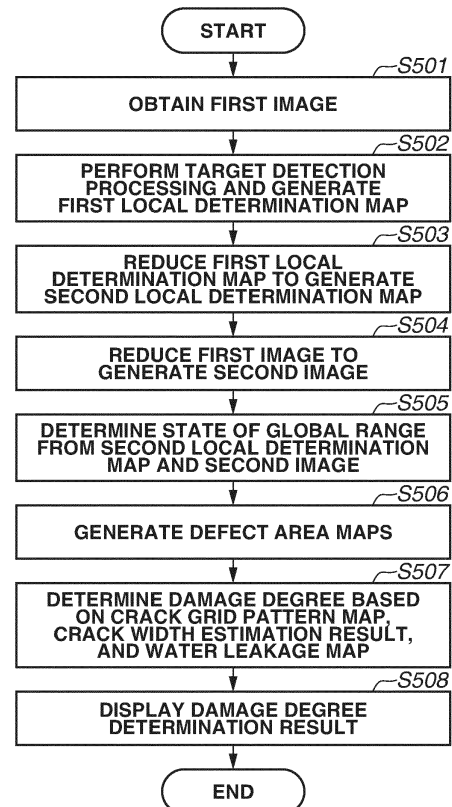 START
S501
OBTAIN FIRST IMAGE
S502
PERFORM TARGET DETECTION
PROCESSING AND GENERATE
FIRST LOCAL DETERMINATION MAP
S503
REDUCE FIRST LOCAL
DETERMINATION MAP TO GENERATE
SECOND LOCAL DETERMINATION MAP
S504
REDUCE FIRST IMAGE TO
GENERATE SECOND IMAGE
S505
DETERMINE STATE OF GLOBAL RANGE
FROM SECOND LOCAL DETERMINATION
MAP AND SECOND IMAGE
S506
GENERATE DEFECT AREA MAPS
S507
DETERMINE DAMAGE DEGREE BASED
ON CRACK GRID PATTERN MAP,
CRACK WIDTH ESTIMATION RESULT,
AND WATER LEAKAGE MAP
S508
DISPLAY DAMAGE DEGREE
DETERMINATION RESULT
END